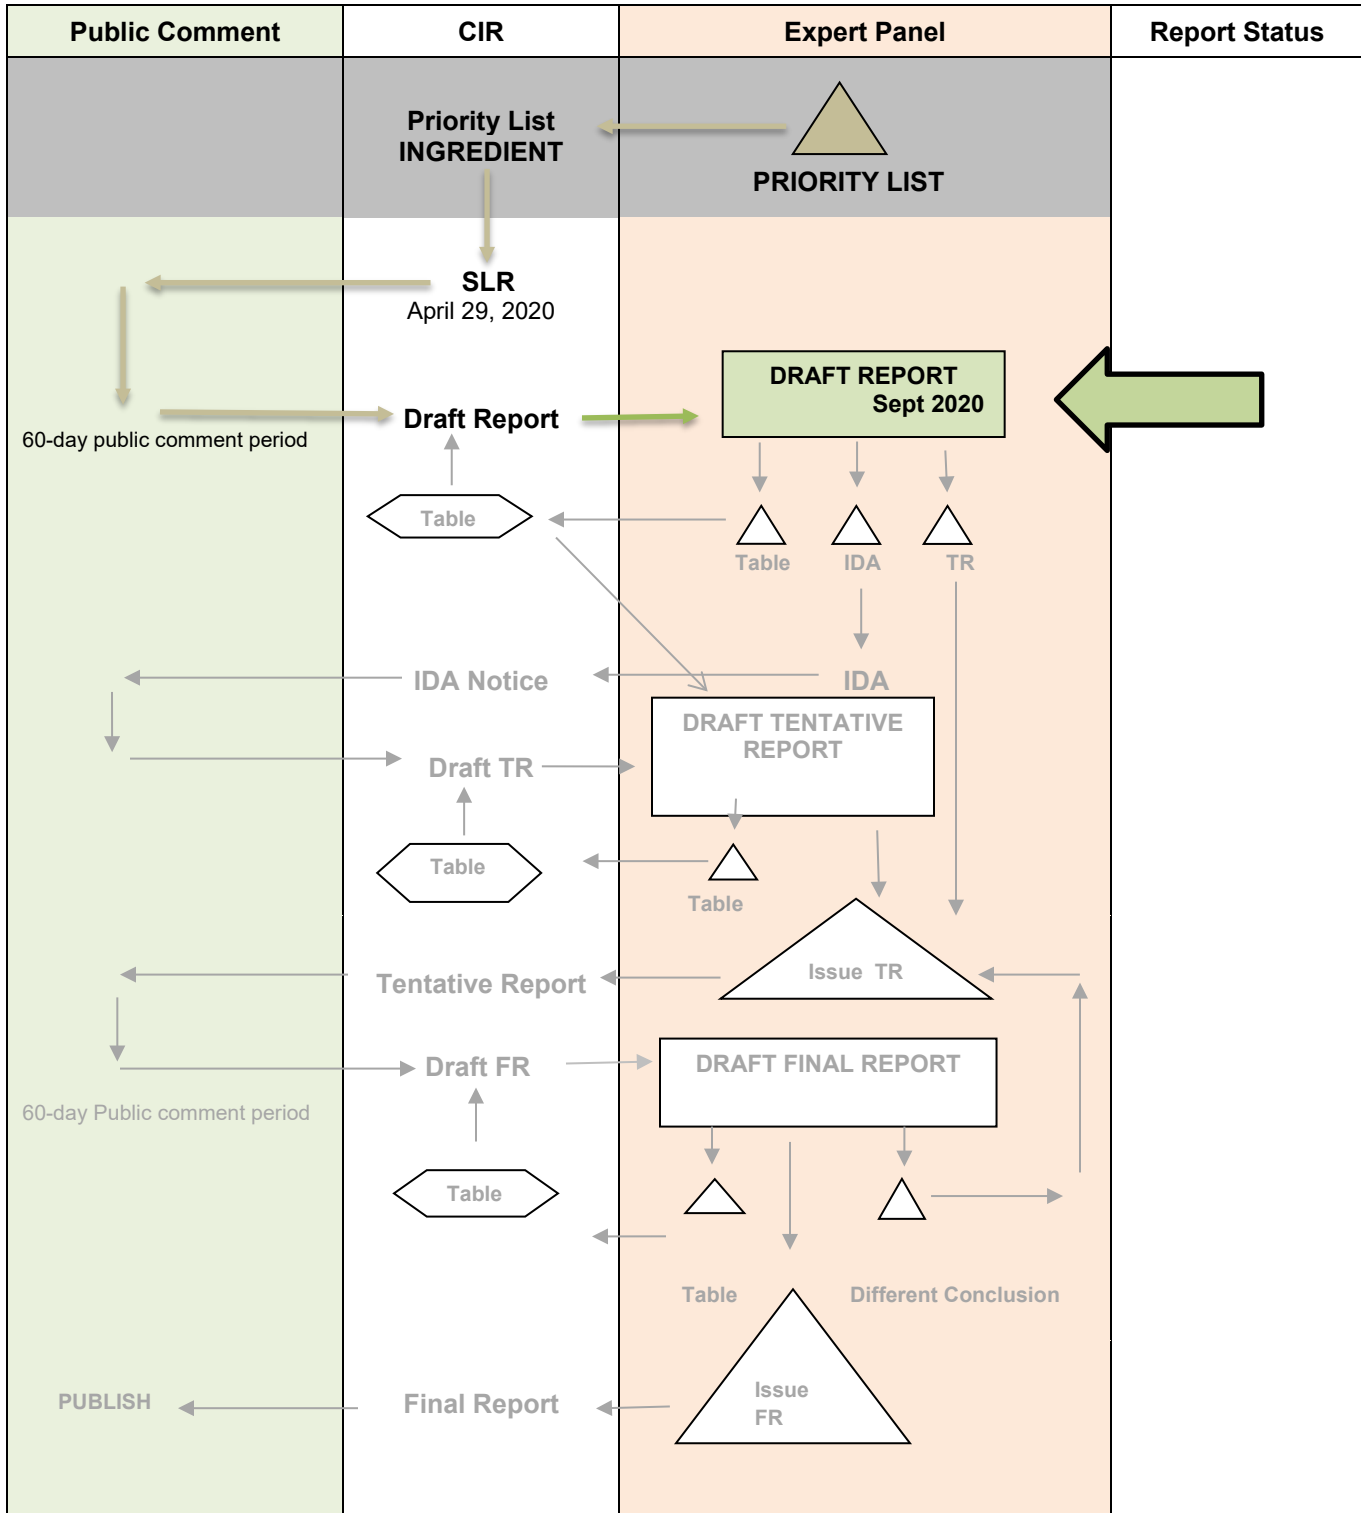 Public Comment
CIR
Expert Panel
Report Status
Priority List
INGREDIENT
PRIORITY LIST
SLR
April 29, 2020
60-day public comment period
Draft Report
DRAFT REPORT
Sept 2020
Table
Table
IDA
TR
IDA Notice
IDA
DRAFT TENTATIVE
REPORT
Draft TR
Table
Table
Tentative Report
Issue TR
Draft FR
DRAFT FINAL REPORT
60-day Public comment period
Table
Table
Different Conclusion
PUBLISH
Final Report
Issue
FR